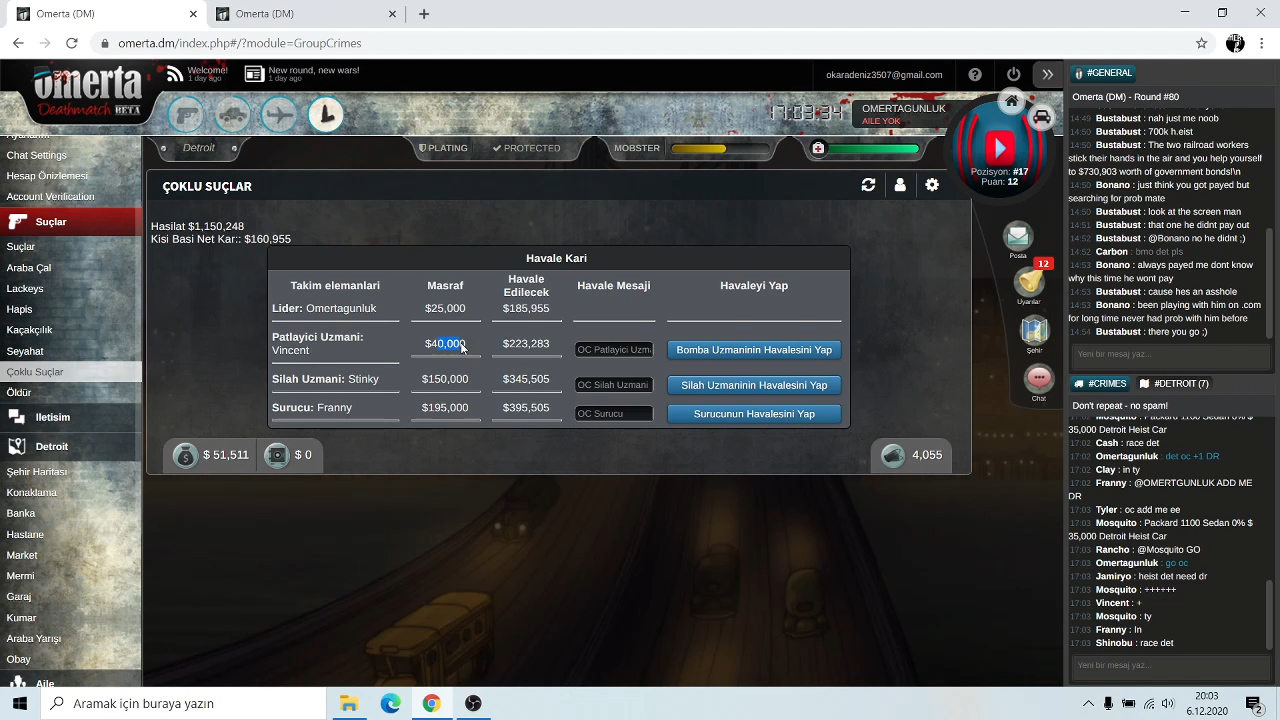 Omerta (DM)
Omerta (DM)
omerta.dm/index.php#/?module=GroupCrimes
omerta
Deathmatch BETA
Welcome!
1 day ago
New round, new wars!
1 day ago
okaradeniz3507@gmail.com
OMERTAGUNLUK
AILE YOK
Detroit
PLATING
PROTECTED
MOBSTER
Pozisyon: #17
Puan: 12
Chat Settings
Hesap Önizlemesi
Account Verification
Suçlar
Suçlar
Araba Çal
Lackeys
Hapis
Kaçakçılık
Seyahat
Çoklu Suçlar
Öldür
Iletisim
Detroit
Şehir Haritası
Konaklama
Banka
Hastane
Market
Mermi
Garaj
Kumar
Araba Yarışı
Obay
Aile
ÇOKLU SUÇLAR
Hasilat $1,150,248
Kisi Basi Net Kar:: $160,955
Havale Kari
Takim elemanlari Masraf Havale Edilecek Havale Mesaji Havaleyi Yap
Lider: Omertagunluk $25,000 $185,955
Patlayici Uzmani: Vincent $40,000 $223,283 OC Patlayici Uzm Bomba Uzmaninin Havalesini Yap
Silah Uzmani: Stinky $150,000 $345,505 OC Silah Uzmani Silah Uzmaninin Havalesini Yap
Surucu: Franny $195,000 $395,505 OC Surucu Surucunun Havalesini Yap
$ 51,511
$ 0
4,055
Posta
12
Uyarılar
Şehir
Chat
#GENERAL
Omerta (DM) - Round #80
14:49 Bustabust : nah just me noob
14:50 Bustabust : 700k h.eist
14:50 Bustabust : The two railroad workers
stick their hands in the air and you help yourself
to $730,903 worth of government bonds!\n
14:50 Bonano : just think you got payed but
searching for prob mate
14:50 Bustabust : look at the screen man
14:51 Bustabust : that one he didnt pay out
14:52 Bustabust : @Bonano no he didnt ;)
14:52 Carbon : bmo det pls
14:53 Bonano : always payed me dont know
why this time he wont pay
14:53 Bustabust : cause hes an asshole
14:53 Bonano : been playing with him on .com
for long time never had prob with him before
14:54 Bustabust : there you go ;)
Yeni bir mesaj yaz...
#CRIMES
#DETROIT (7)
Don't repeat - no spam!
35,000 Detroit Heist Car
17:02 Cash : race det
17:02 Omertagunluk : det oc +1 DR
17:02 Clay : in ty
17:02 Franny : @OMERTGUNLUK ADD ME
DR
17:03 Tyler : oc add me ee
17:03 Mosquito : Packard 1100 Sedan 0% $
35,000 Detroit Heist Car
17:03 Rancho : @Mosquito GO
17:03 Omertagunluk : go oc
17:03 Jamiryo : heist det need dr
17:03 Mosquito : ++++++
17:03 Vincent : +
17:03 Mosquito : ty
17:03 Franny : In
17:03 Shinobu : race det
Yeni bir mesaj yaz...
Aramak için buraya yazın
20:03
6.12.2020
2